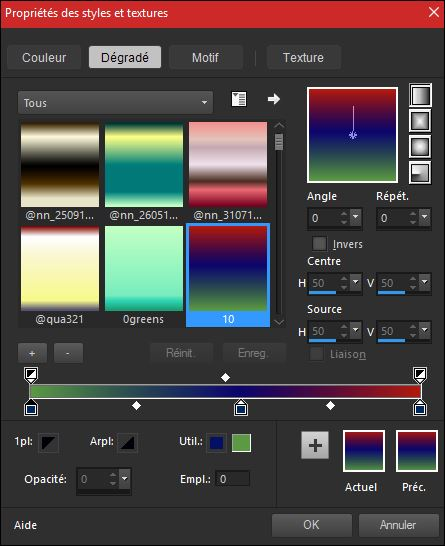 Propriétés des styles et textures
Couleur Dégradé Motif Texture
Tous
@nn_25091... @nn_26051... @nn_31071...
Angle Répét.
0 0
Invers
Centre
H 50 V 50
@qua321 0greens 10
Source
H 50 V 50
+ - Réinit. Enreg. Liaison
1pl: Arpl: Util.:
Opacité: 0 Empl.: 0
Actuel Préc.
Aide OK Annuler